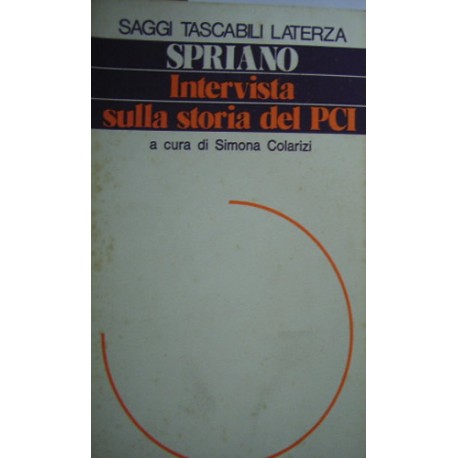 SAGGI TASCABILI LATERZA
SPRIANO
Intervista
sulla storia del PCI
a cura di Simona Colarizi